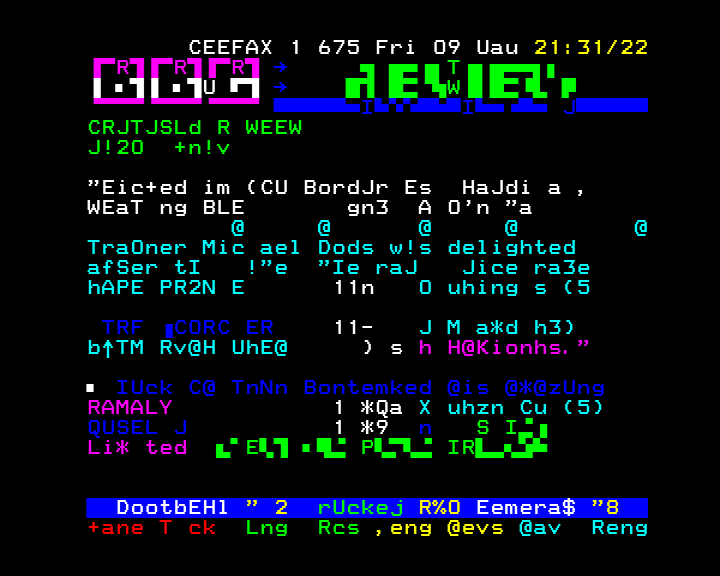 CEEFAX 1 675 Fri 09 Uau 21:31/22
R R R T
U W
I I J
CRJTJSLd R WEEW
J!20 +n!v
"Eic+ed im (CU BordJr Es HaJdi a ,
WEaT ng BLE gn3 A O'n "a
@ @ @ @ @
TraOner Mic ael Dods w!s delighted
afSer tI !"e "Ie raJ Jice ra3e
hAPE PR2N E 11n O uhing s (5
TRF CORC ER 11- J M a*d h3)
b↑TM Rv@H UhE@ ) s h H@Kionhs."
IUck C@ TnNn Bontemked @is @*@zUng
RAMALY 1 *Qa X uhzn Cu (5)
QUSEL J 1 *9 n S I
Li* ted E P IR
DootbEHl " 2 rUckej R%O Eemera$ "8
+ane T ck Lng Rcs ,eng @evs @av Reng